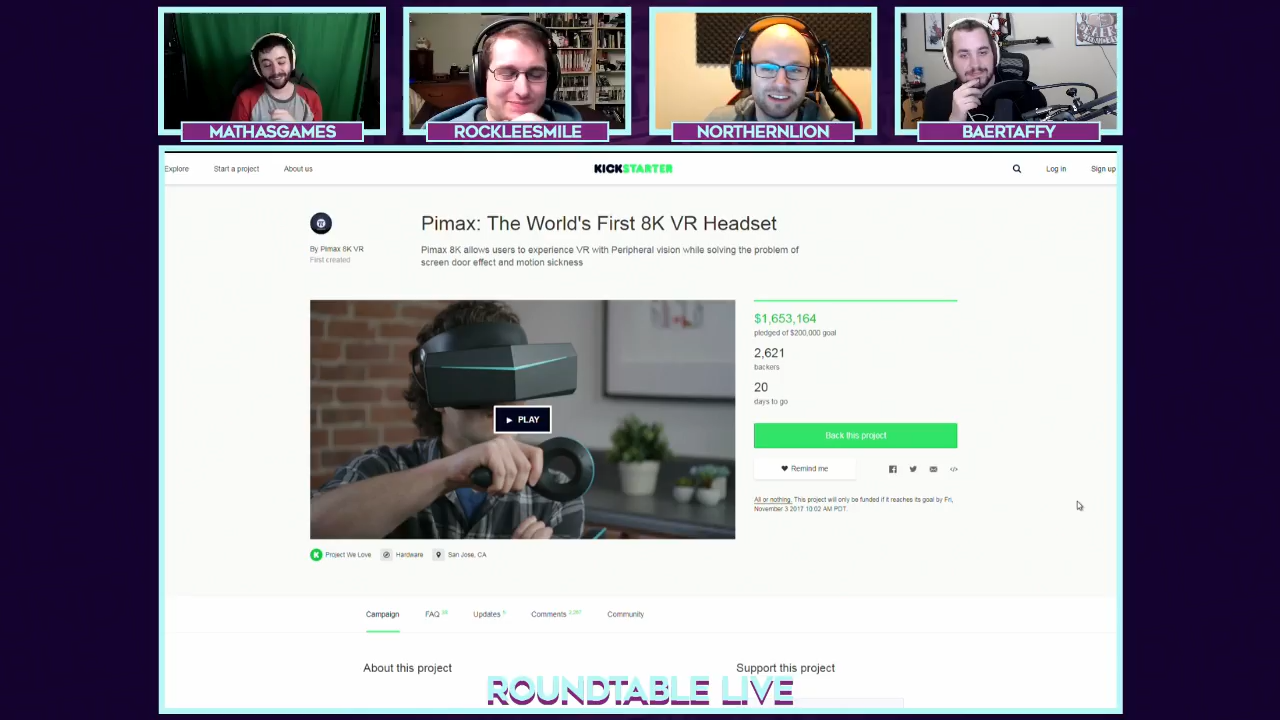 MATHASGAMES
ROCKLEESMILE
NORTHERNLION
BAERTAFFY
Explore Start a project About us KICKSTARTER Log in Sign up
Pimax: The World's First 8K VR Headset
By Pimax 8K VR
First created
Pimax 8K allows users to experience VR with Peripheral vision while solving the problem of
screen door effect and motion sickness
PLAY
$1,653,164
pledged of $200,000 goal
2,621
backers
20
days to go
Back this project
Remind me
All or nothing. This project will only be funded if it reaches its goal by Fri,
November 3 2017 10:02 AM PDT.
Project We Love Hardware San Jose, CA
Campaign FAQ Updates Comments Community
About this project Support this project
ROUNDTABLE LIVE